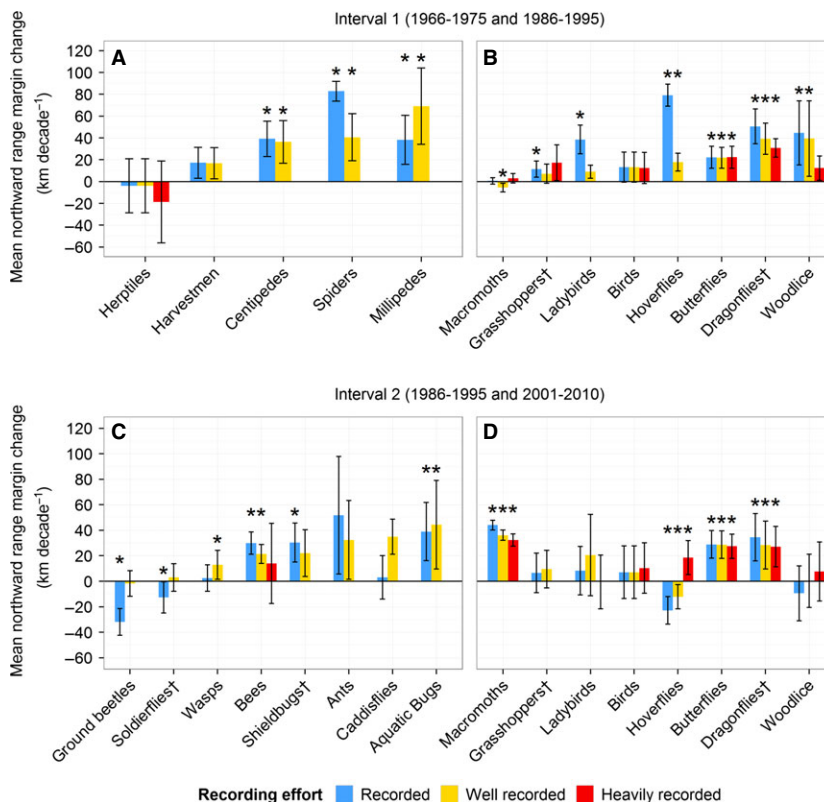 Interval 1 (1966-1975 and 1986-1995)
Mean northward range margin change
(km decade⁻¹)
A
B
120
100
80
60
40
20
0
−20
−40
−60
* *
* *
* *
*
*
*
**
***
***
**
Herptiles
Harvestmen
Centipedes
Spiders
Millipedes
Macromoths
Grasshoppers†
Ladybirds
Birds
Hoverflies
Butterflies
Dragonflies†
Woodlice
Interval 2 (1986-1995 and 2001-2010)
Mean northward range margin change
(km decade⁻¹)
C
D
120
100
80
60
40
20
0
−20
−40
−60
*
*
*
**
*
**
***
***
***
***
Ground beetles
Soldierflies†
Wasps
Bees
Shieldbugs†
Ants
Caddisflies
Aquatic Bugs
Macromoths
Grasshoppers†
Ladybirds
Birds
Hoverflies
Butterflies
Dragonflies†
Woodlice
Recording effort Recorded Well recorded Heavily recorded